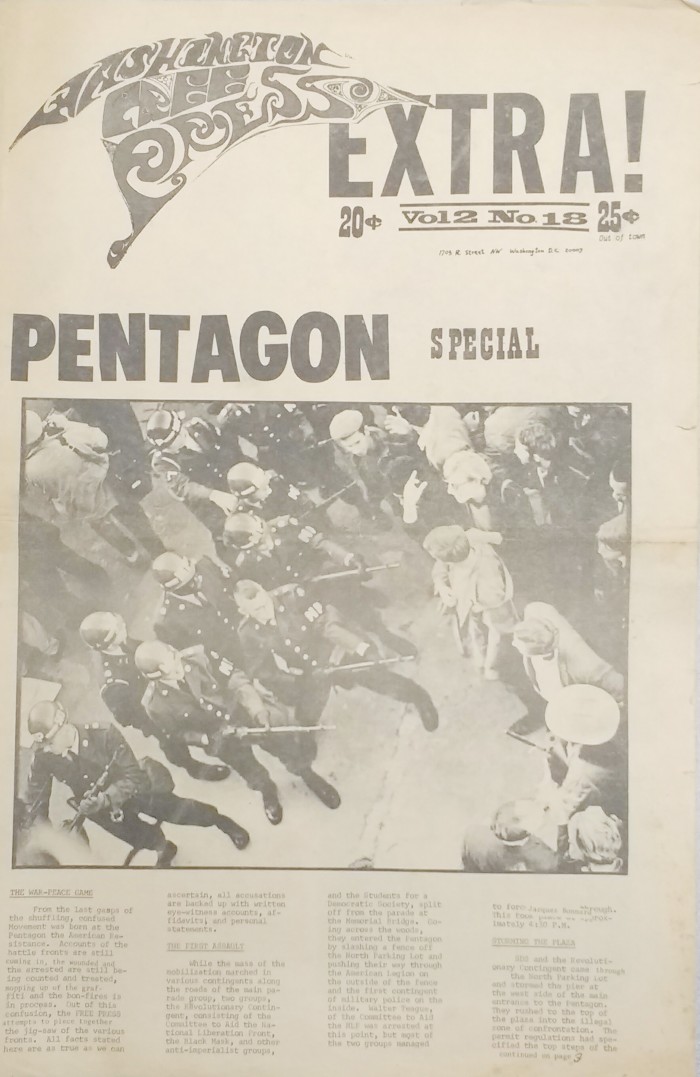 WASHINGTON
FREE
PRESS
EXTRA!
20¢ Vol 2 No. 18 25¢
Out of town
R Street NW Washington D.C.
PENTAGON SPECIAL
THE WAR-PEACE GAME
From the last gasps of
the shuffling, confused
Movement was born at the
Pentagon the American Re-
sistance. Accounts of the
battle fronts are still
coming in, the wounded and
the arrested are still be-
ing counted and treated,
mopping up of the graf-
fiti and the bon-fires is
in process. Out of this
confusion, the FREE PRESS
attempts to piece together
the jig-saw of the various
fronts. All facts stated
here are as true as we can
ascertain, all accusations
are backed up with written
eye-witness accounts, af-
fidavits, and personal
statements.
THE FIRST ASSAULT
While the mass of the
mobilization marched in
various contingents along
the roads of the main pa-
rade group, two groups,
the Revolutionary Contin-
gent, consisting of the
Committee to Aid the Na-
tional Liberation Front,
the Black Mask, and other
anti-imperialist groups,
and the Students for a
Democratic Society, split
off from the parade at
the Memorial Bridge. Go-
ing across the woods,
they entered the Pentagon
by slashing a fence off
the North Parking Lot and
pushing their way through
the American Legion on
the outside of the fence
and the first contingent
of military police on the
inside. Walter Teague,
of the Committee to Aid
the NLF was arrested at
this point, but most of
the two groups managed
to force through.
this took
imately 4:30 P.M.
STORMING THE PLAZA
SDS and the Revoluti-
onary Contingent came through
the North Parking Lot
and stormed the pier at
the west side of the main
entrance to the Pentagon.
They rushed to the top of
the plaza into the illegal
zone of confrontation. The
permit regulations had spe-
cified the top steps of the
continued on page 3